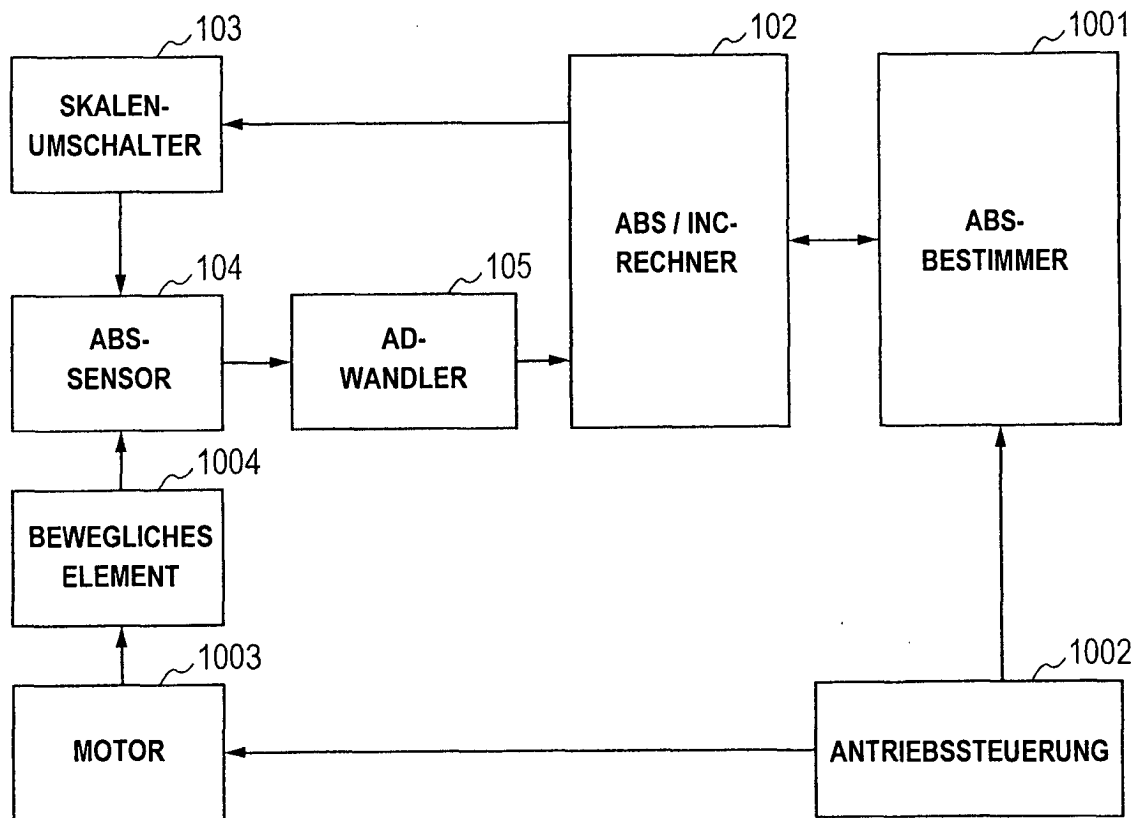 103
SKALEN-
UMSCHALTER
102
ABS / INC-
RECHNER
1001
ABS-
BESTIMMER
104
ABS-
SENSOR
105
AD-
WANDLER
1004
BEWEGLICHES
ELEMENT
1003
MOTOR
1002
ANTRIEBSSTEUERUNG